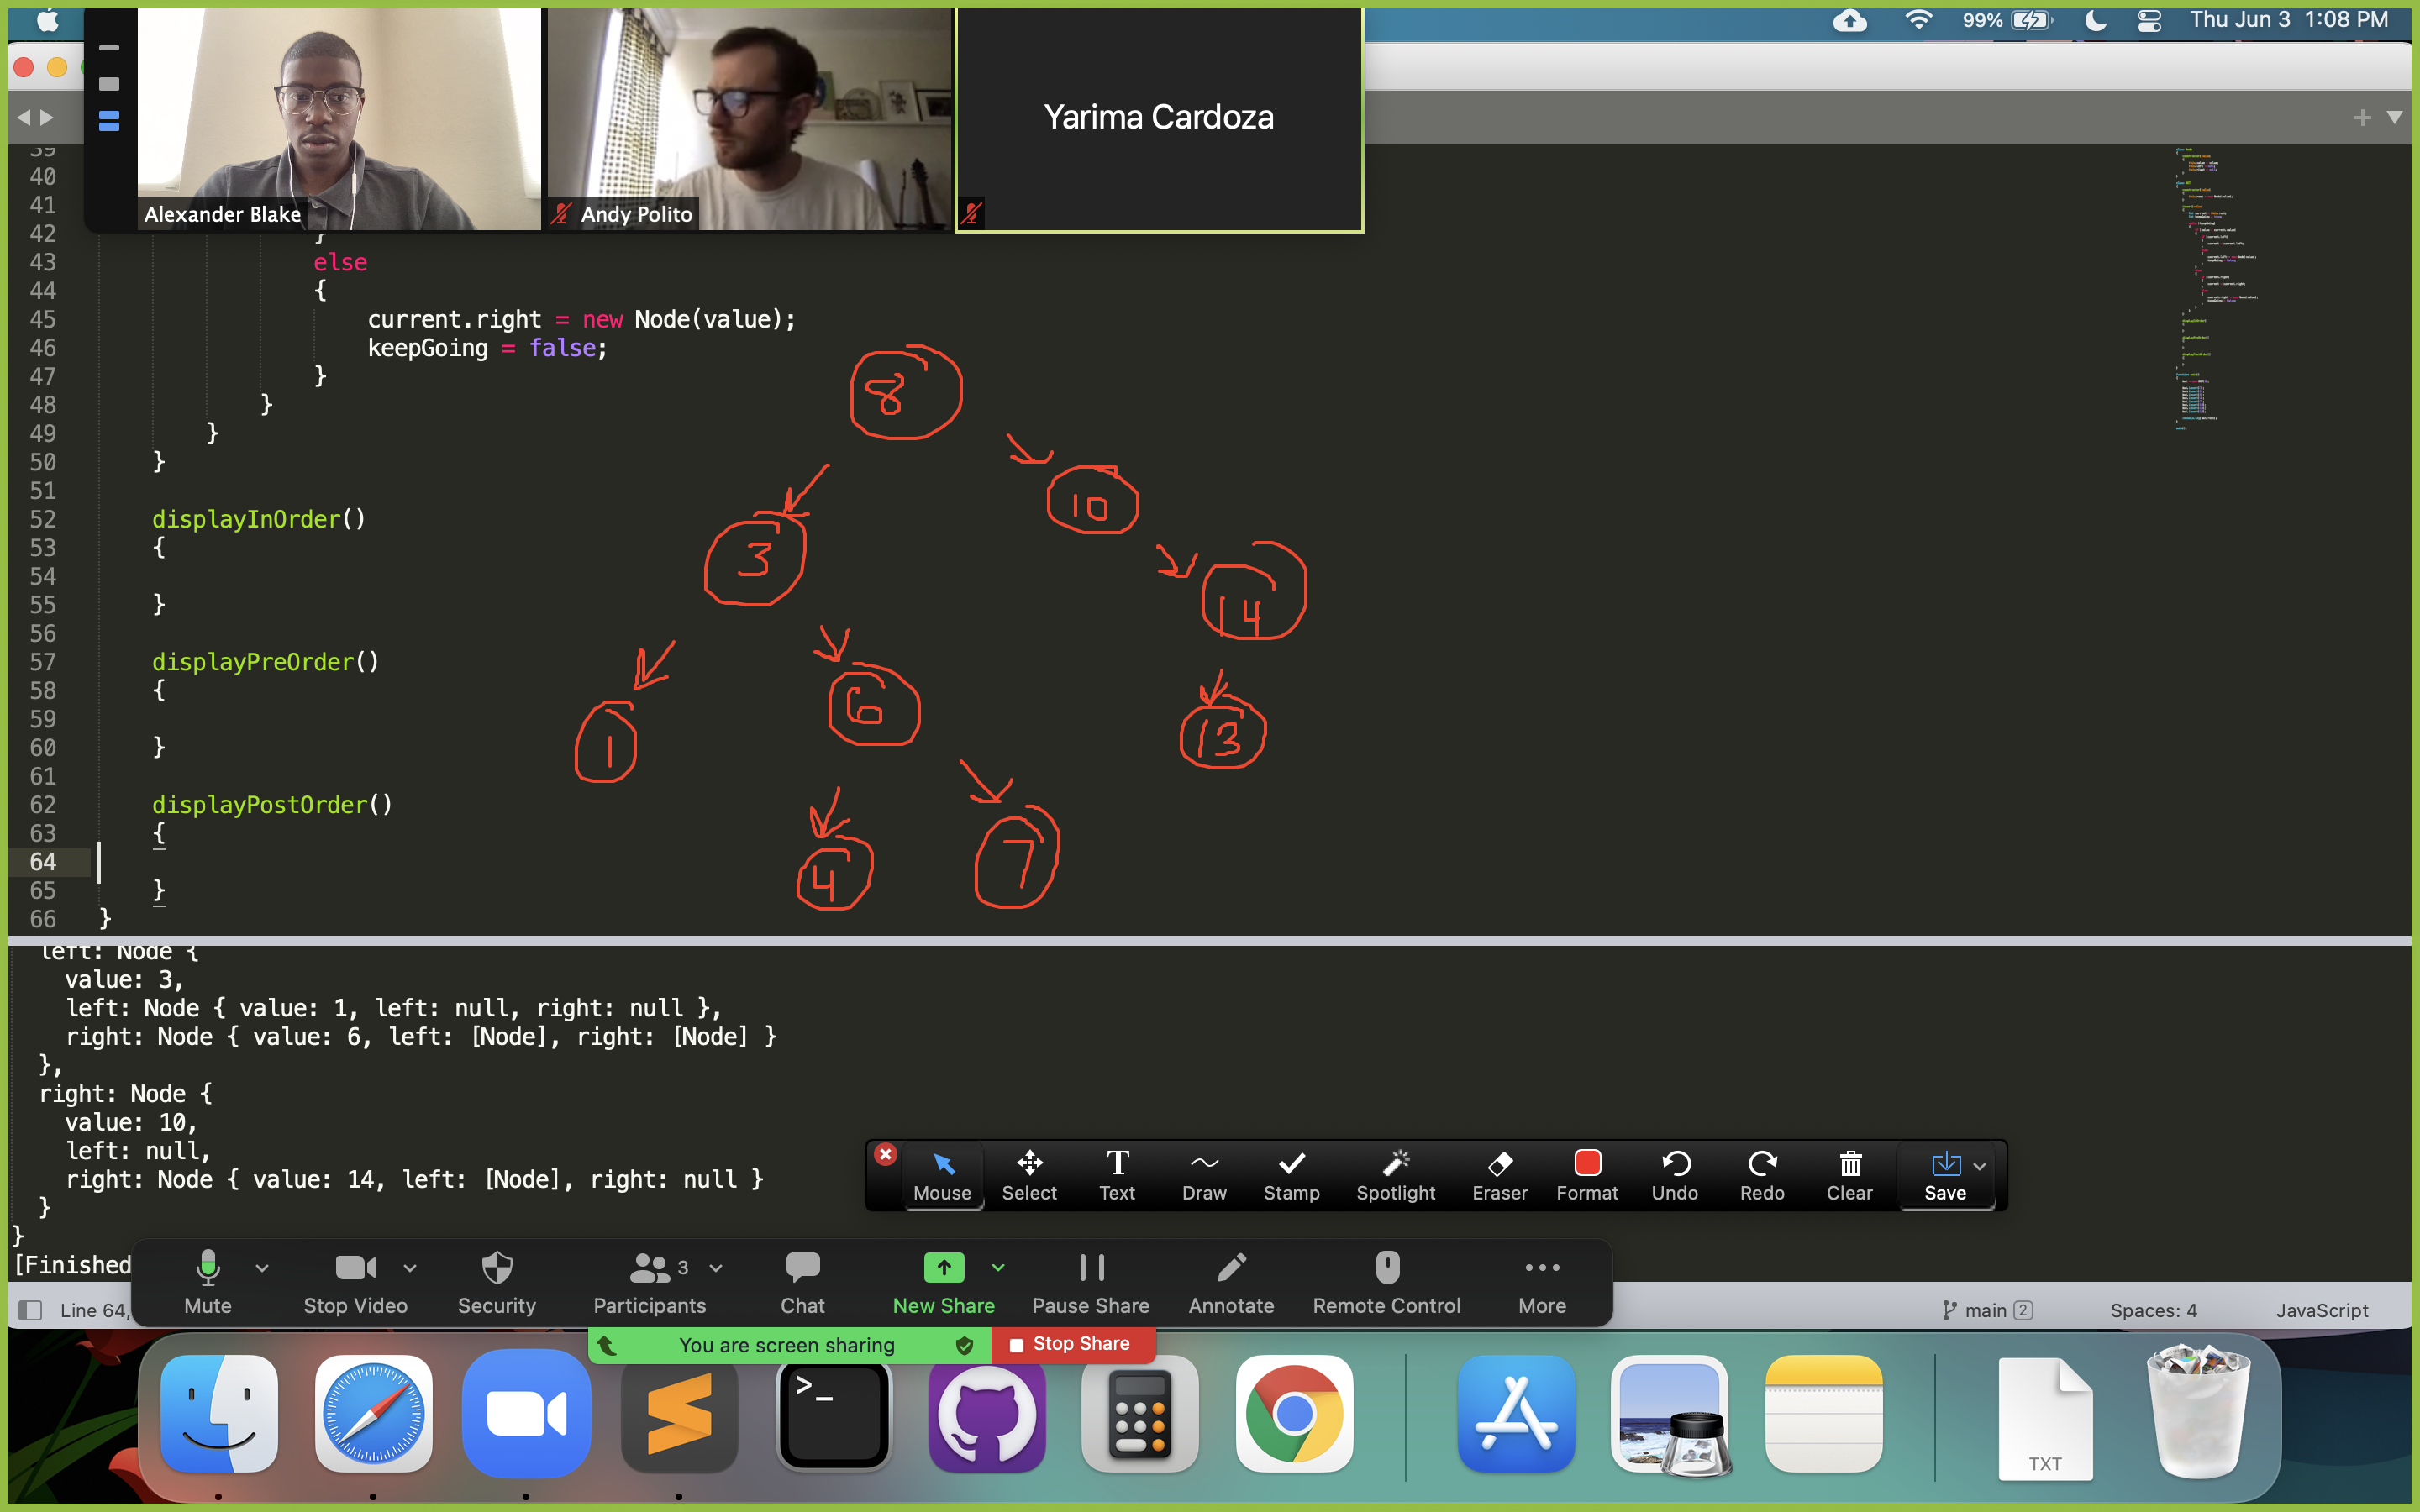 99% Thu Jun 3 1:08 PM
Alexander Blake
Andy Polito
Yarima Cardoza
39
40
41
42 }
43 else
44 {
45 current.right = new Node(value);
46 keepGoing = false;
47 }
48 }
49 }
50 }
51
52 displayInOrder()
53 {
54
55 }
56
57 displayPreOrder()
58 {
59
60 }
61
62 displayPostOrder()
63 {
64
65 }
66 }
8
10
3
14
6
1
13
4
7
left: Node {
value: 3,
left: Node { value: 1, left: null, right: null },
right: Node { value: 6, left: [Node], right: [Node] }
},
right: Node {
value: 10,
left: null,
right: Node { value: 14, left: [Node], right: null }
}
}
[Finished
Mouse Select Text Draw Stamp Spotlight Eraser Format Undo Redo Clear Save
3
Mute Stop Video Security Participants Chat New Share Pause Share Annotate Remote Control More
Line 64, main 2 Spaces: 4 JavaScript
You are screen sharing Stop Share
>_
TXT